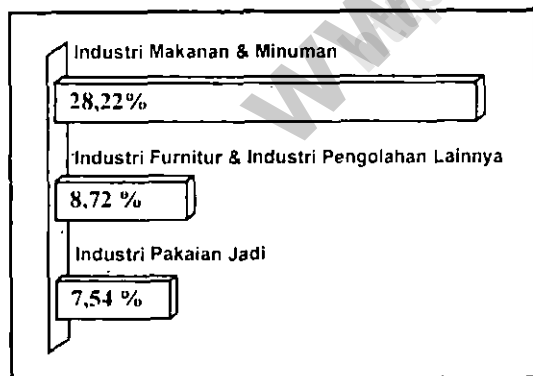 Industri Makanan & Minuman
28,22%
Industri Furnitur & Industri Pengolahan Lainnya
8,72 %
Industri Pakaian Jadi
7,54 %